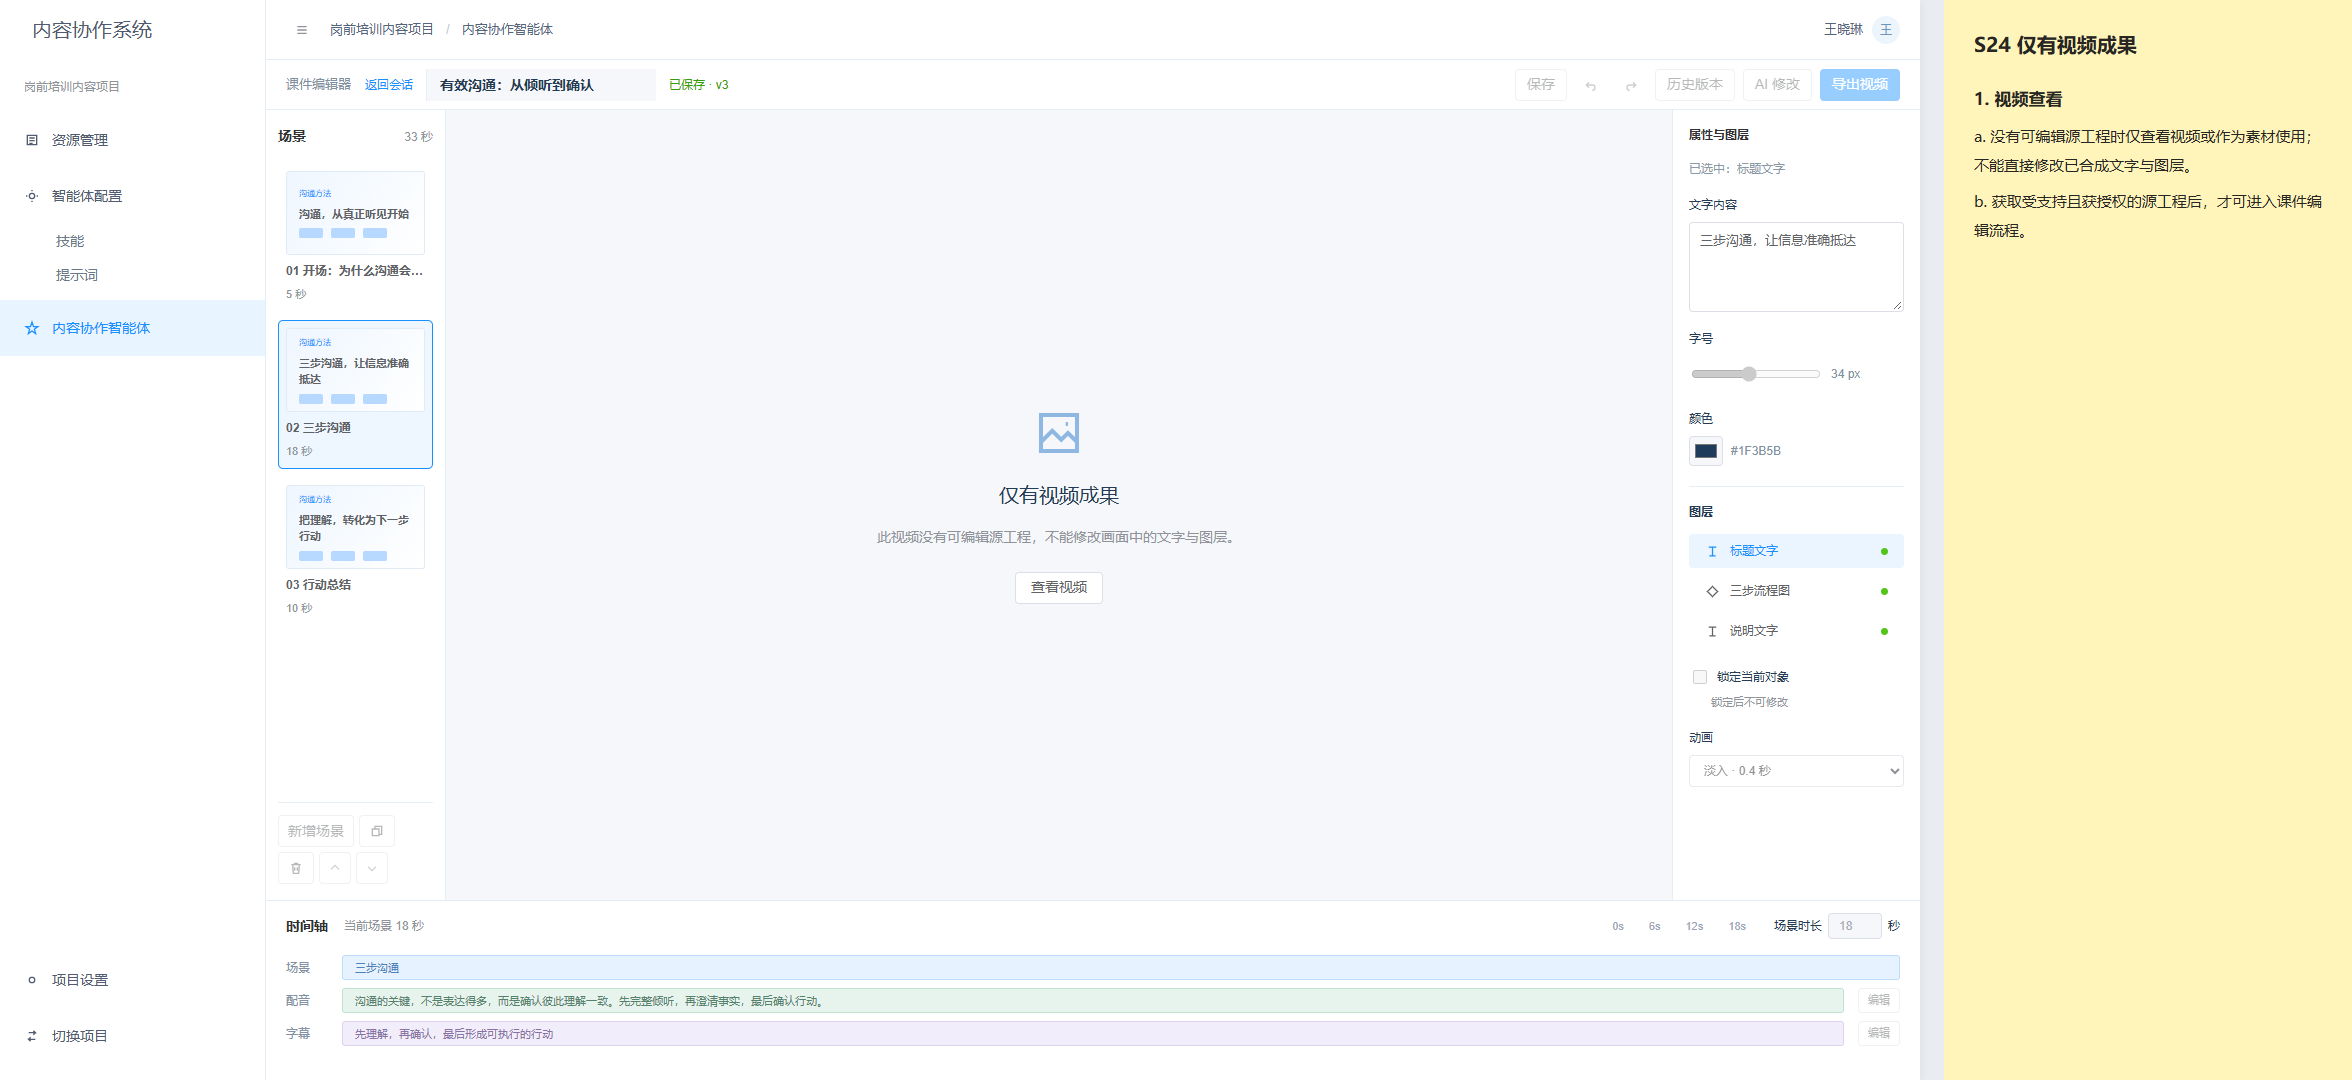 内容协作系统
岗前培训内容项目
资源管理
智能体配置
技能
提示词
内容协作智能体
项目设置
切换项目
岗前培训内容项目 / 内容协作智能体
王晓琳 王
课件编辑器 返回会话 有效沟通：从倾听到确认 已保存 · v3
保存 历史版本 AI 修改 导出视频
场景 33 秒
沟通方法
沟通，从真正听见开始
01 开场：为什么沟通会...
5 秒
沟通方法
三步沟通，让信息准确
抵达
02 三步沟通
18 秒
沟通方法
把理解，转化为下一步
行动
03 行动总结
10 秒
新增场景
仅有视频成果
此视频没有可编辑源工程，不能修改画面中的文字与图层。
查看视频
属性与图层
已选中：标题文字
文字内容
三步沟通，让信息准确抵达
字号
34 px
颜色
#1F3B5B
图层
标题文字
三步流程图
说明文字
锁定当前对象
锁定后不可修改
动画
淡入 · 0.4 秒
时间轴 当前场景 18 秒
0s 6s 12s 18s 场景时长 18 秒
场景 三步沟通
配音 沟通的关键，不是表达得多，而是确认彼此理解一致。先完整倾听，再澄清事实，最后确认行动。 编辑
字幕 先理解，再确认，最后形成可执行的行动 编辑
S24 仅有视频成果
1. 视频查看
a. 没有可编辑源工程时仅查看视频或作为素材使用；
不能直接修改已合成文字与图层。
b. 获取受支持且获授权的源工程后，才可进入课件编
辑流程。